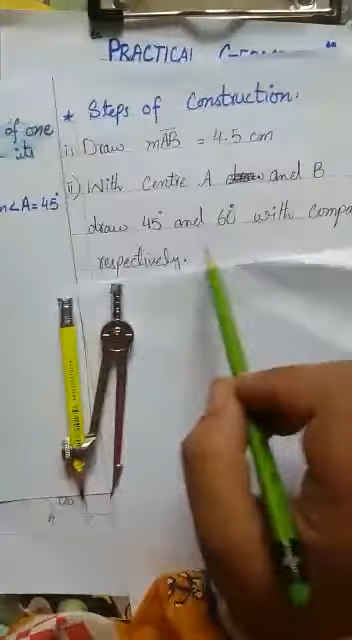 PRACTICAL
* Steps of Construction.
of one
its
i) Draw mAB = 4.5 cm
m∠A = 45°
ii) With Centre A and B
draw 45° and 60° with
respectively.
A